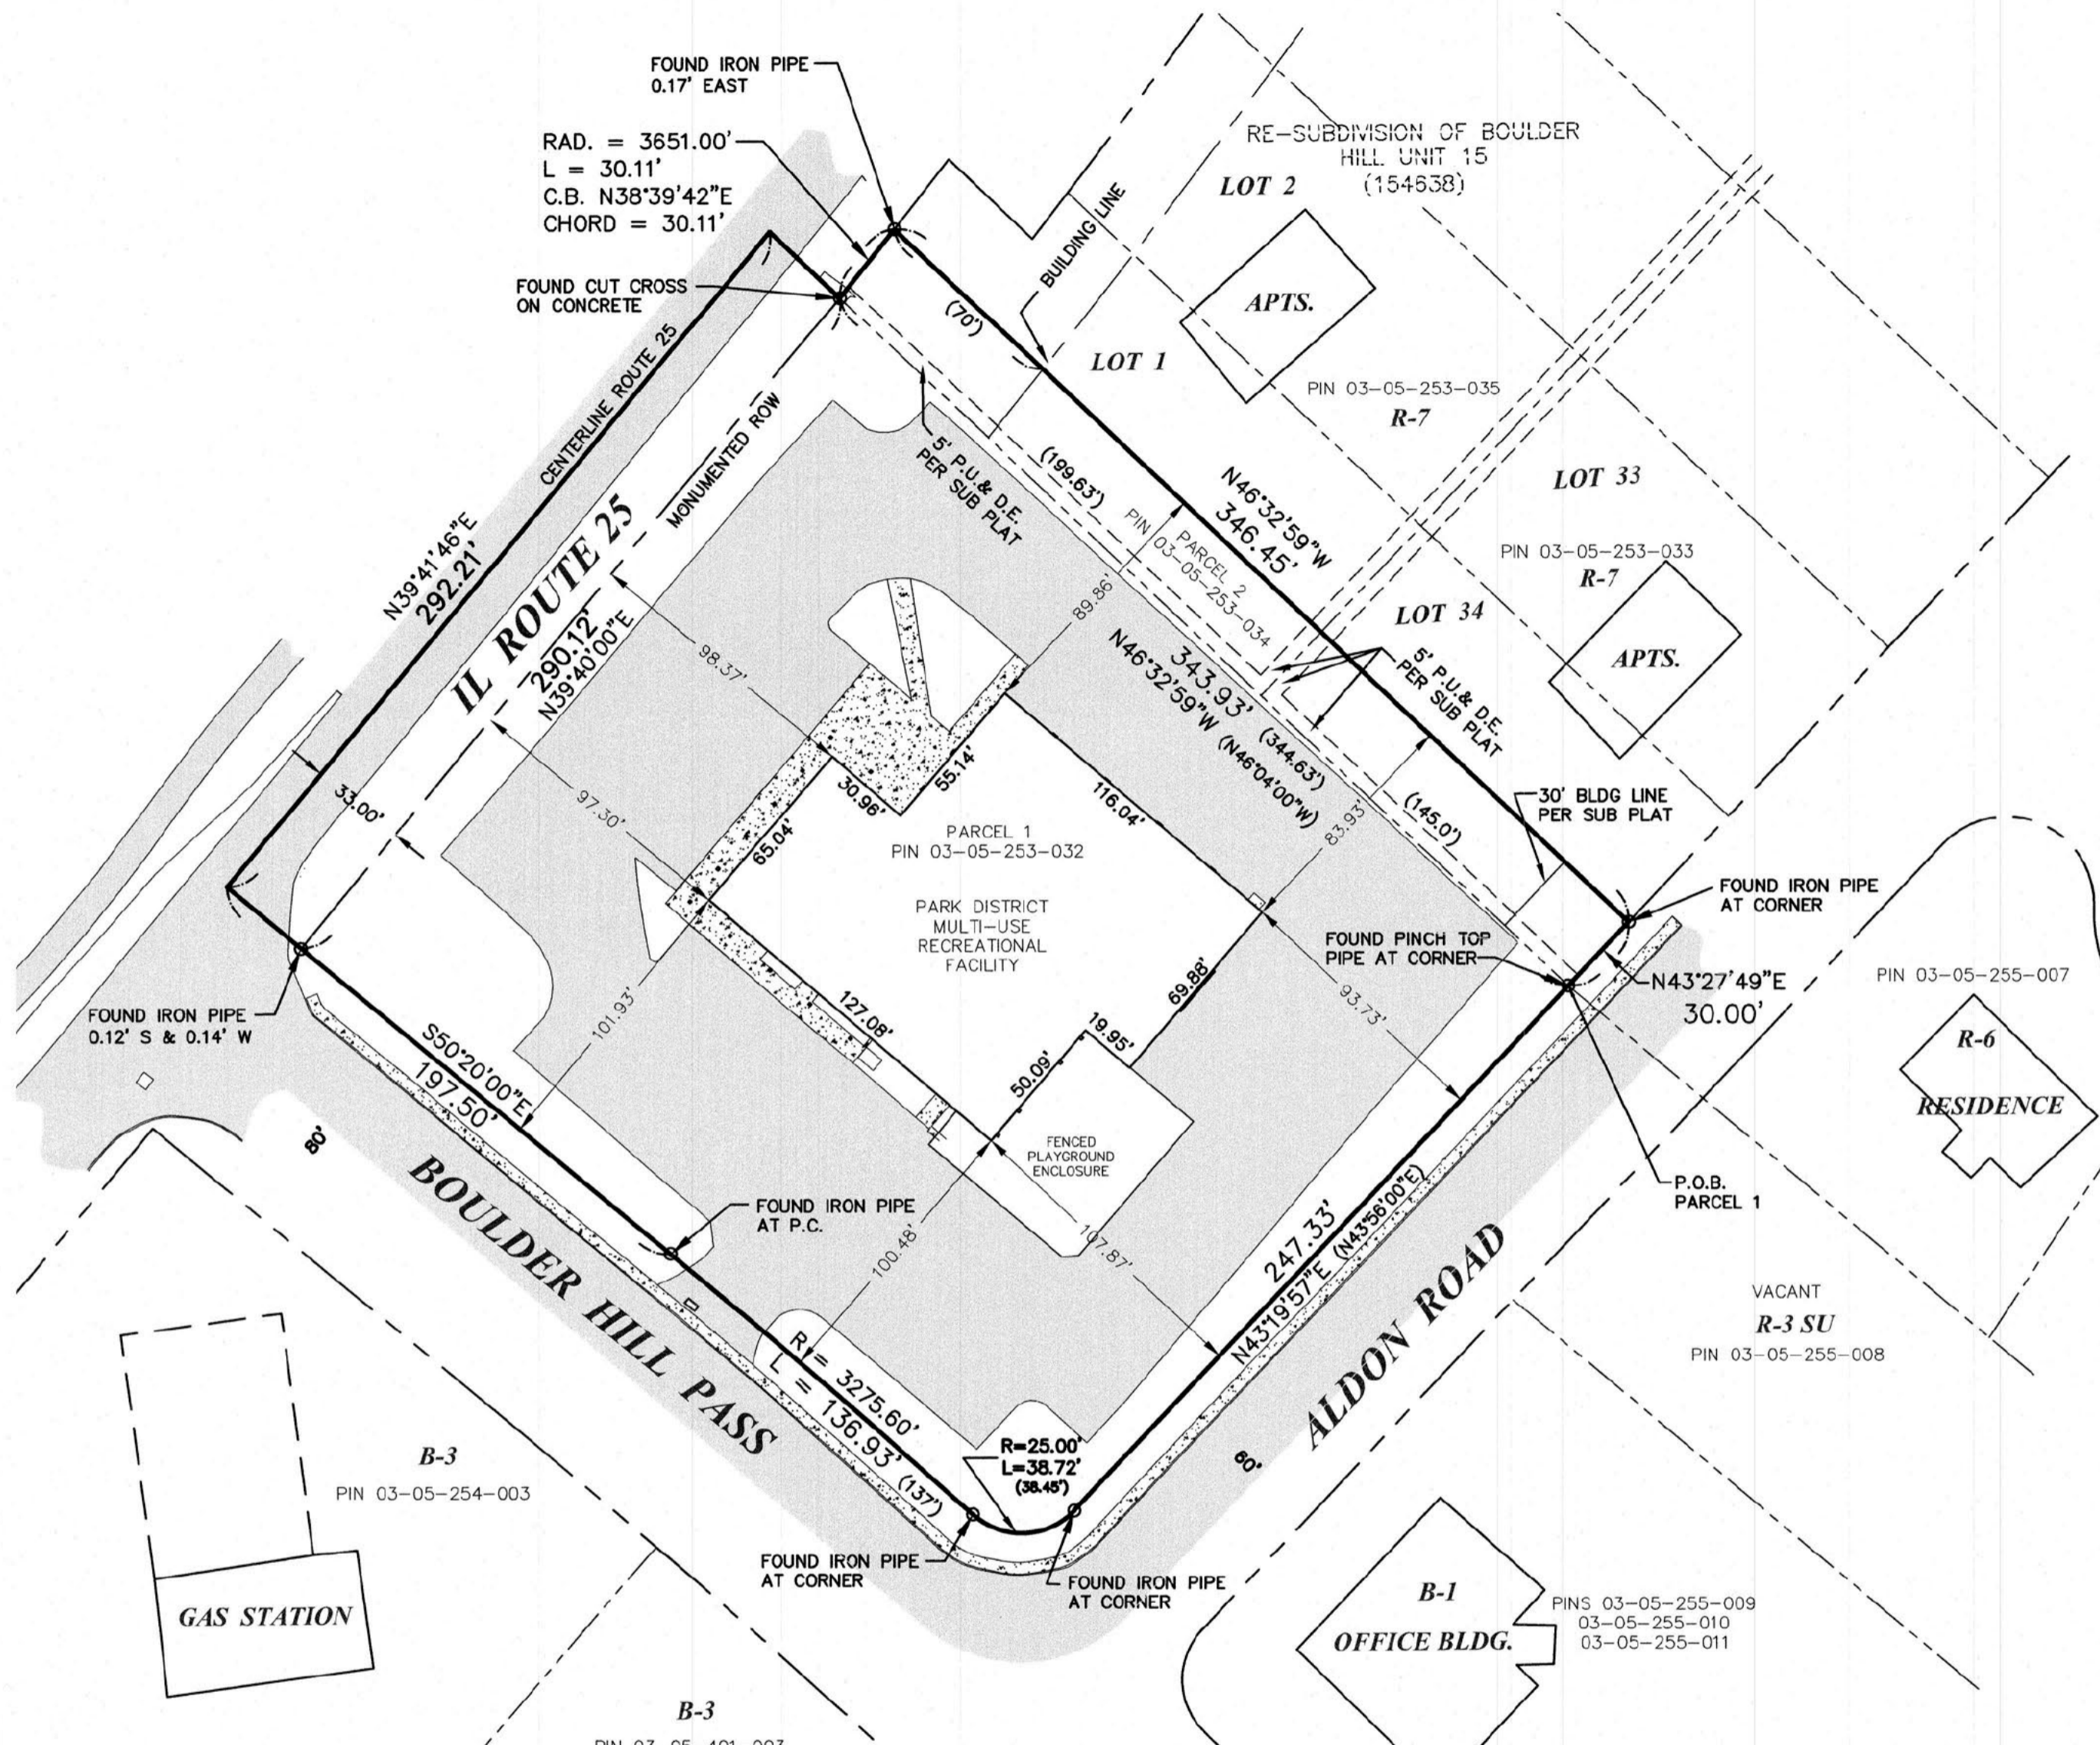 FOUND IRON PIPE
0.17' EAST
RAD. = 3651.00'
L = 30.11'
C.B. N38°39'42"E
CHORD = 30.11'
FOUND CUT CROSS
ON CONCRETE
RE-SUBDIVISION OF BOULDER
HILL UNIT 15
(154638)
LOT 2
BUILDING LINE
APTS.
LOT 1
PIN 03-05-253-035
R-7
(70')
CENTERLINE ROUTE 25
MONUMENTED ROW
5' P.U.& D.E.
PER SUB PLAT
(199.63')
N46°32'59"W
346.45'
LOT 33
PIN 03-05-253-033
R-7
LOT 34
APTS.
PARCEL 2
PIN 03-05-253-034
N39°41'46"E
292.21'
IL ROUTE 25
290.12'
N39°40'00"E
89.86'
98.37'
343.93' (344.63')
N46°32'59"W (N46°04'00"W)
5' P.U.& D.E.
PER SUB PLAT
33.00'
97.30'
30.96'
55.14'
65.04'
116.04'
83.93'
(145.0')
30' BLDG LINE
PER SUB PLAT
PARCEL 1
PIN 03-05-253-032
PARK DISTRICT
MULTI-USE
RECREATIONAL
FACILITY
FOUND IRON PIPE
AT CORNER
FOUND PINCH TOP
PIPE AT CORNER
N43°27'49"E
30.00'
PIN 03-05-255-007
R-6
RESIDENCE
FOUND IRON PIPE
0.12' S & 0.14' W
101.93'
127.08'
69.88'
93.73'
19.95'
50.09'
S50°20'00"E
197.50'
80'
BOULDER HILL PASS
FENCED
PLAYGROUND
ENCLOSURE
P.O.B.
PARCEL 1
FOUND IRON PIPE
AT P.C.
100.48'
107.87'
247.33'
N43°19'57"E (N43°56'00"E)
ALDON ROAD
60'
VACANT
R-3 SU
PIN 03-05-255-008
R = 3275.60'
L = 136.93' (137')
R=25.00'
L=38.72'
(38.45')
B-3
PIN 03-05-254-003
FOUND IRON PIPE
AT CORNER
FOUND IRON PIPE
AT CORNER
GAS STATION
B-1
OFFICE BLDG.
PINS 03-05-255-009
03-05-255-010
03-05-255-011
B-3